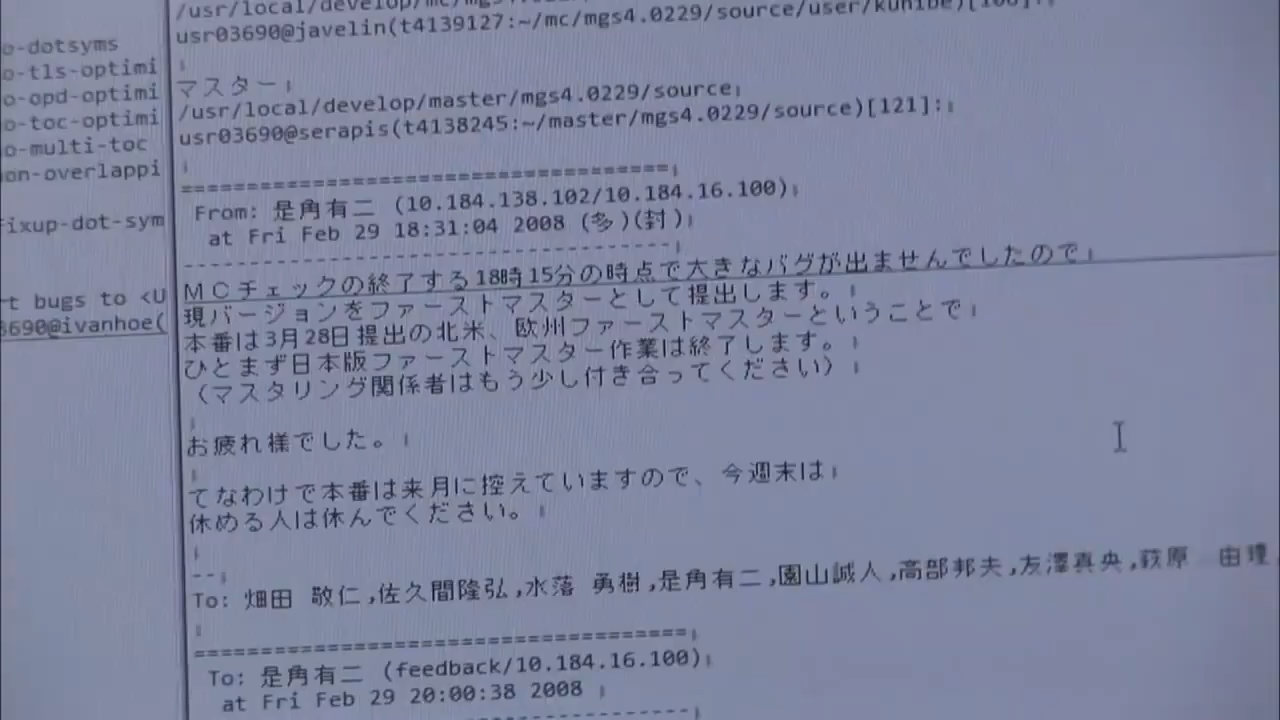 usr03690@javelin(t4139127:~/mc/mgs4.0229/source/user/
マスター
/usr/local/develop/master/mgs4.0229/source
usr03690@serapis(t4138245:~/master/mgs4.0229/source)[121]:
===================================
From: 是角有二 (10.184.138.102/10.184.16.100)
at Fri Feb 29 18:31:04 2008 (多)(封)
-----------------------------------
ＭＣチェックの終了する18時15分の時点で大きなバグが出ませんでしたので
現バージョンをファーストマスターとして提出します。
本番は3月28日提出の北米、欧州ファーストマスターということで
ひとまず日本版ファーストマスター作業は終了します。
（マスタリング関係者はもう少し付き合ってください）
お疲れ様でした。
てなわけで本番は来月に控えていますので、今週末は
休める人は休んでください。
--
To: 畑田 敬仁,佐久間隆弘,水落 勇樹,是角有二,園山誠人,高部邦夫,友澤真央,萩原 由理
===================================
To: 是角有二 (feedback/10.184.16.100)
at Fri Feb 29 20:00:38 2008
o-dotsyms
o-tls-optimi
o-opd-optimi
o-toc-optimi
o-multi-toc
on-overlappi
fixup-dot-sym
rt bugs to <U
3690@ivanhoe(